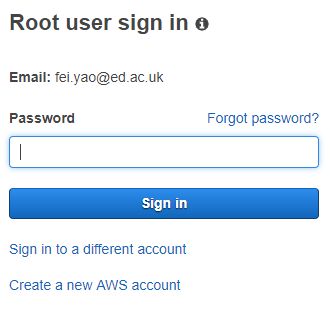 Root user sign in
Email: fei.yao@ed.ac.uk
Password Forgot password?
Sign in
Sign in to a different account
Create a new AWS account